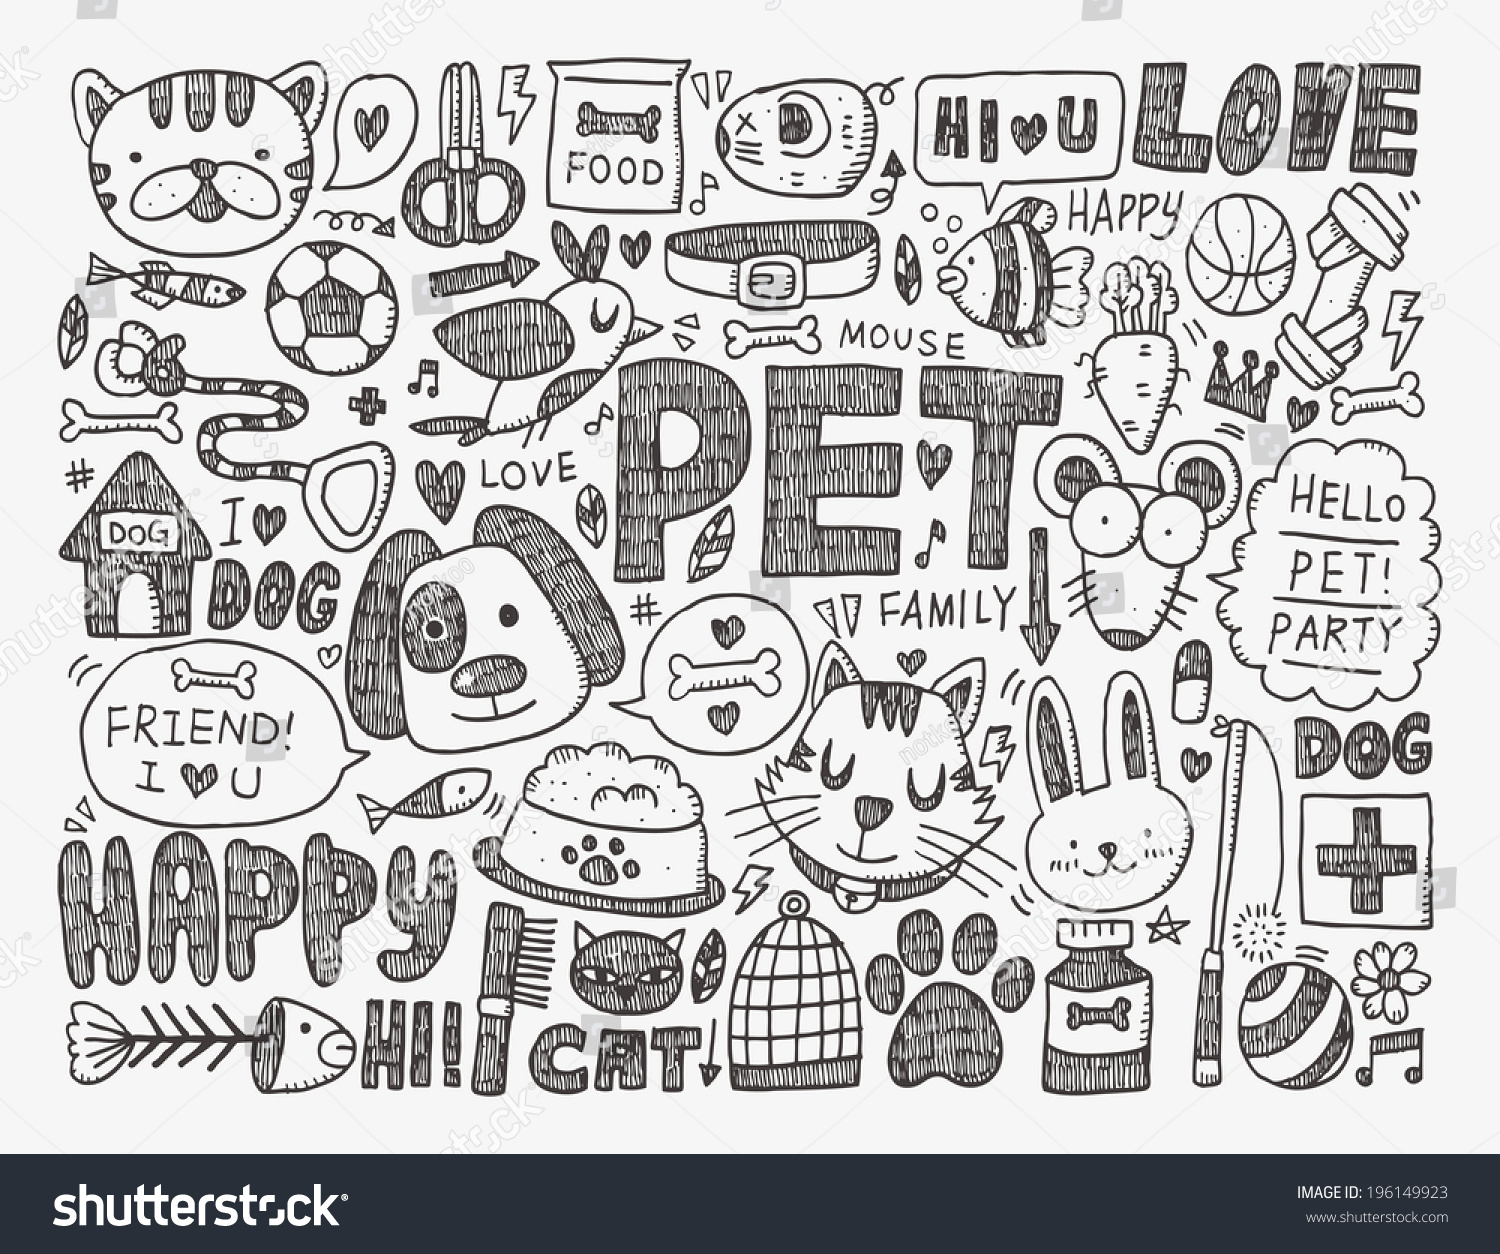 FOOD
HI ♥ U
LOVE
HAPPY
MOUSE
PET
LOVE
DOG
I ♥
DOG
HELLO
PET!
PARTY
FAMILY
FRIEND!
I ♥ U
DOG
HAPPY
HI!!
CAT
shutterstock
IMAGE ID: 196149923
www.shutterstock.com